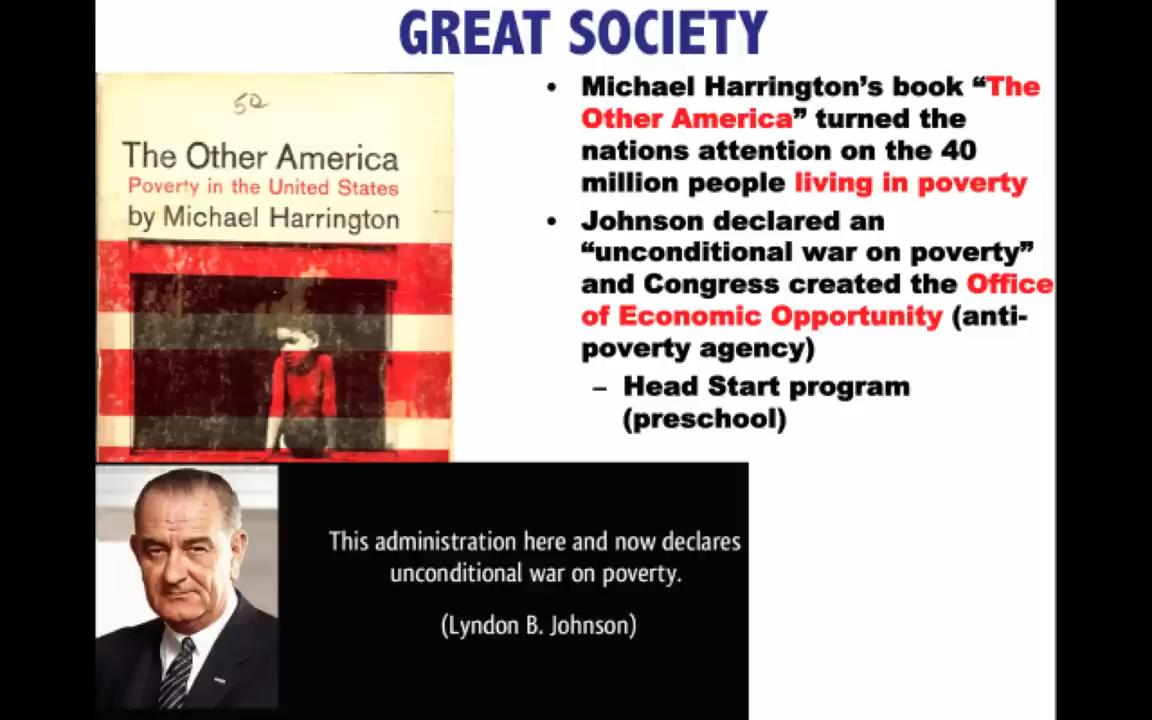 GREAT SOCIETY
50
The Other America
Poverty in the United States
by Michael Harrington
• Michael Harrington’s book “The
Other America” turned the
nations attention on the 40
million people living in poverty
• Johnson declared an
“unconditional war on poverty”
and Congress created the Office
of Economic Opportunity (anti-
poverty agency)
– Head Start program
(preschool)
This administration here and now declares
unconditional war on poverty.
(Lyndon B. Johnson)